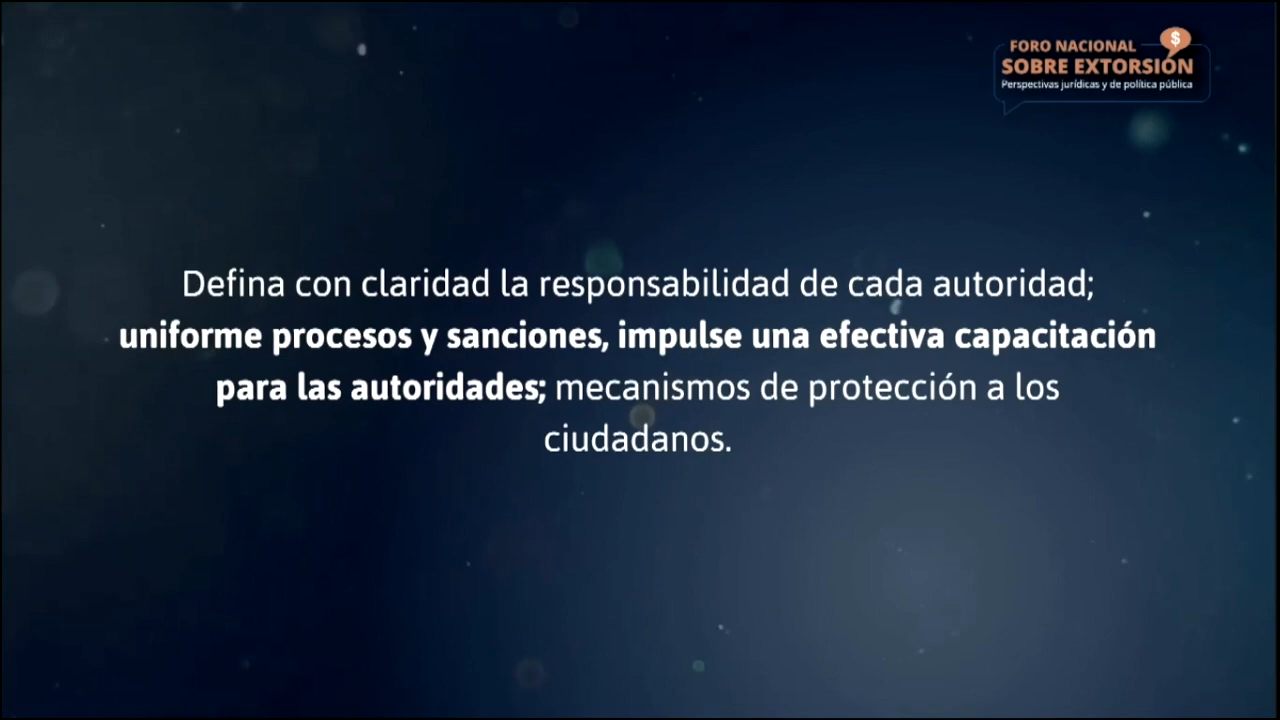 FORO NACIONAL
$
SOBRE EXTORSIÓN
Perspectivas jurídicas y de política pública
Defina con claridad la responsabilidad de cada autoridad;
uniforme procesos y sanciones, impulse una efectiva capacitación
para las autoridades; mecanismos de protección a los
ciudadanos.